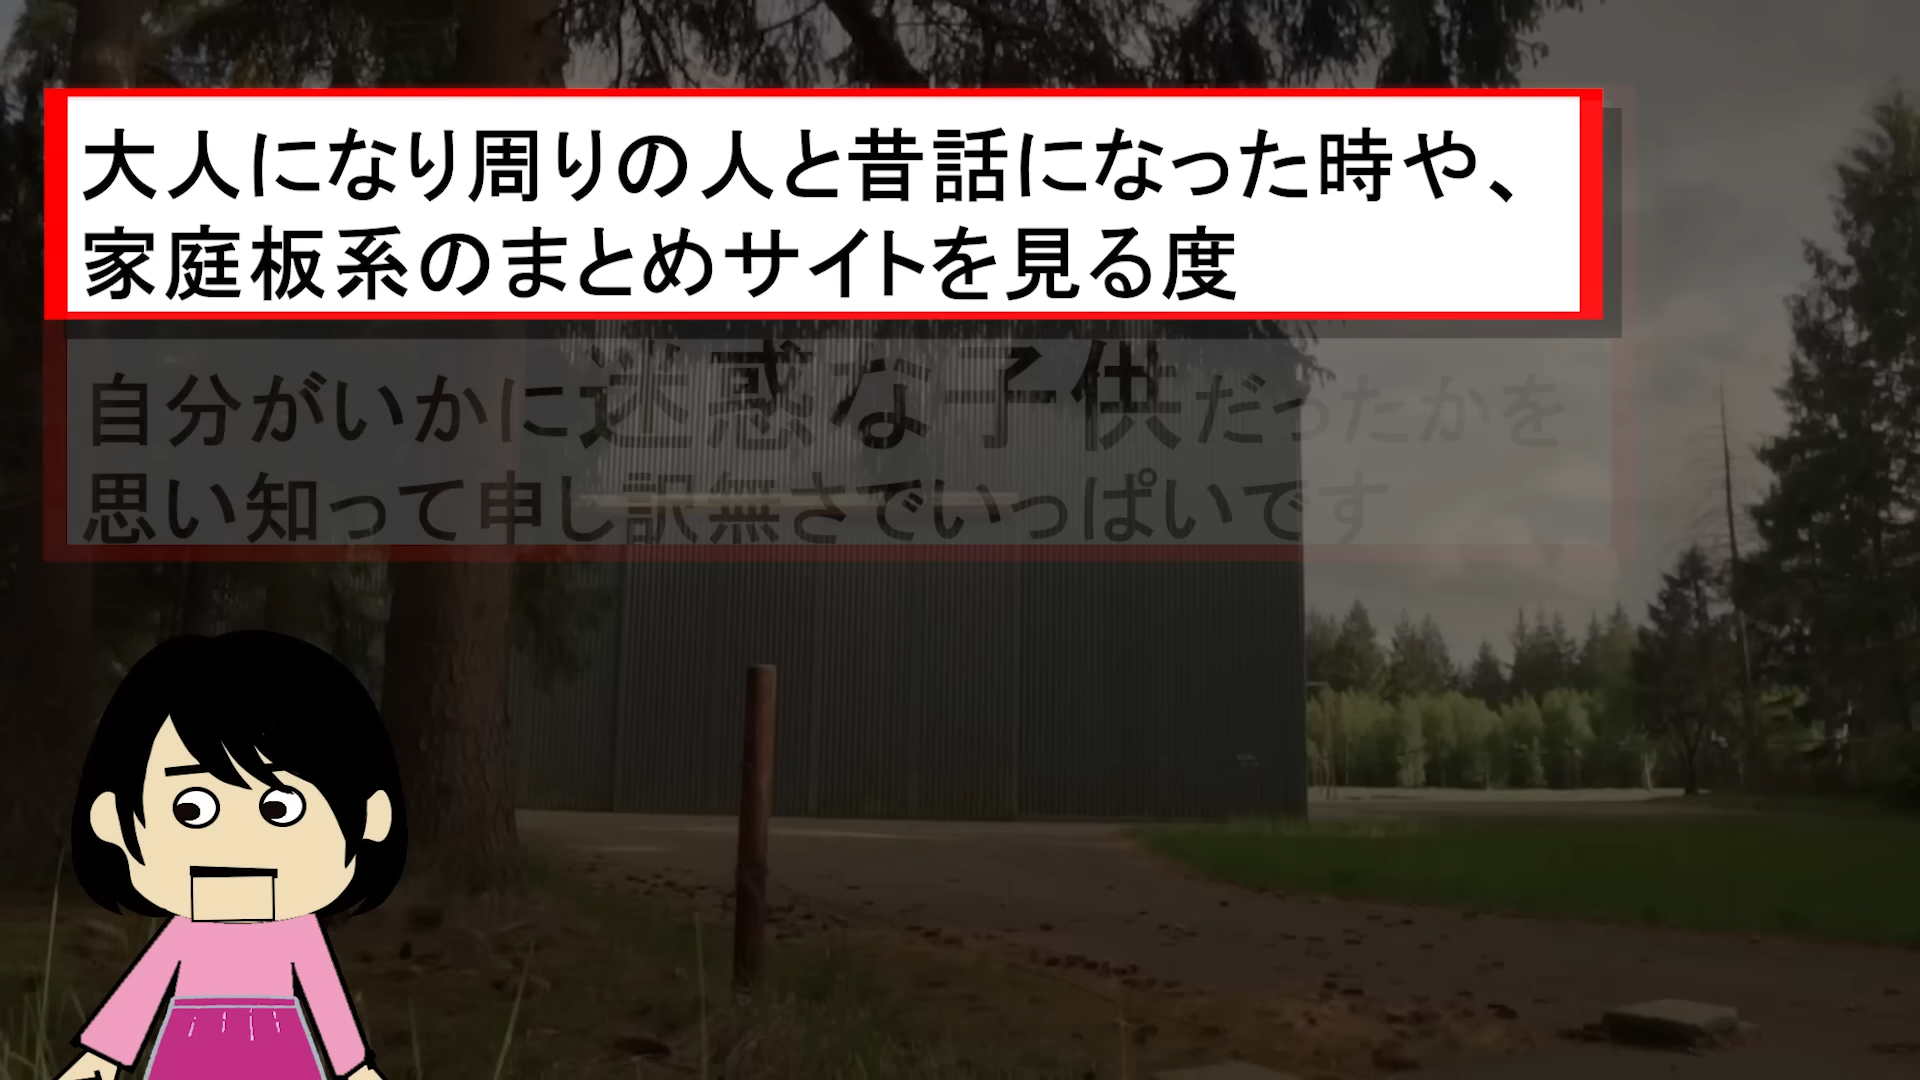 大人になり周りの人と昔話になった時や、
家庭板系のまとめサイトを見る度
自分がいかに迷惑な子供だったかを
思い知って申し訳無さでいっぱいです